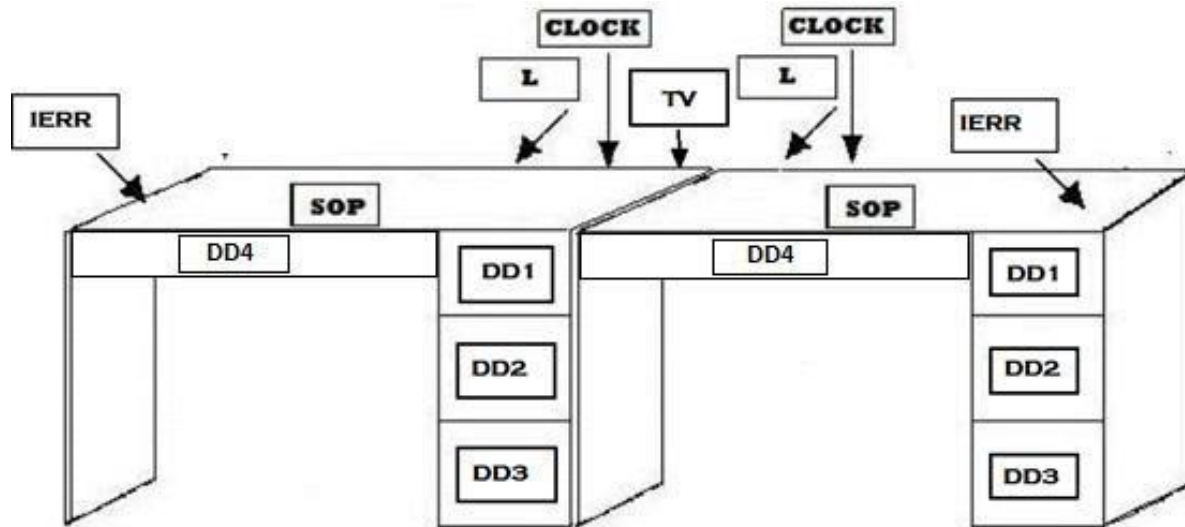 CLOCK
CLOCK
L
L
TV
IERR
IERR
SOP
SOP
DD4
DD4
DD1
DD1
DD2
DD2
DD3
DD3